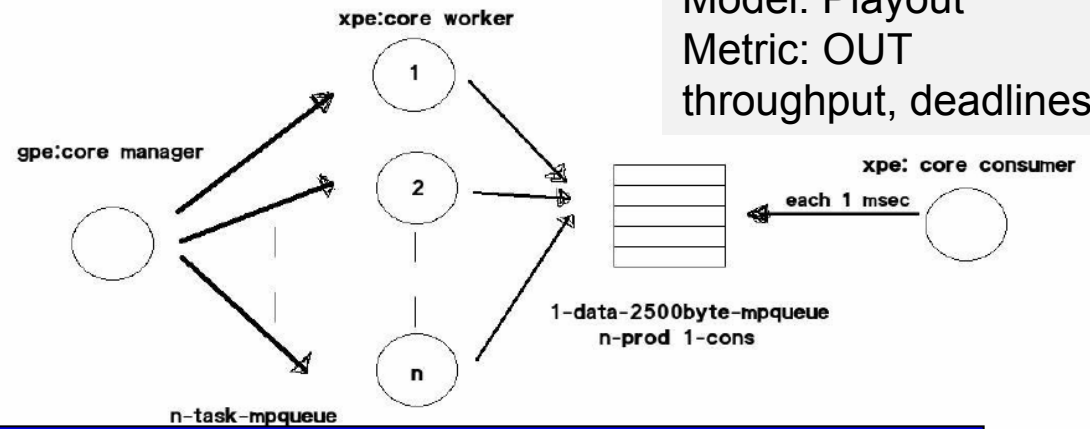 Model: Playout
Metric: OUT
throughput, deadlines
xpe:core worker
1
gpe:core manager
2
xpe: core consumer
each 1 msec
1-data-2500byte-mpqueue
n-prod 1-cons
n
n-task-mpqueue